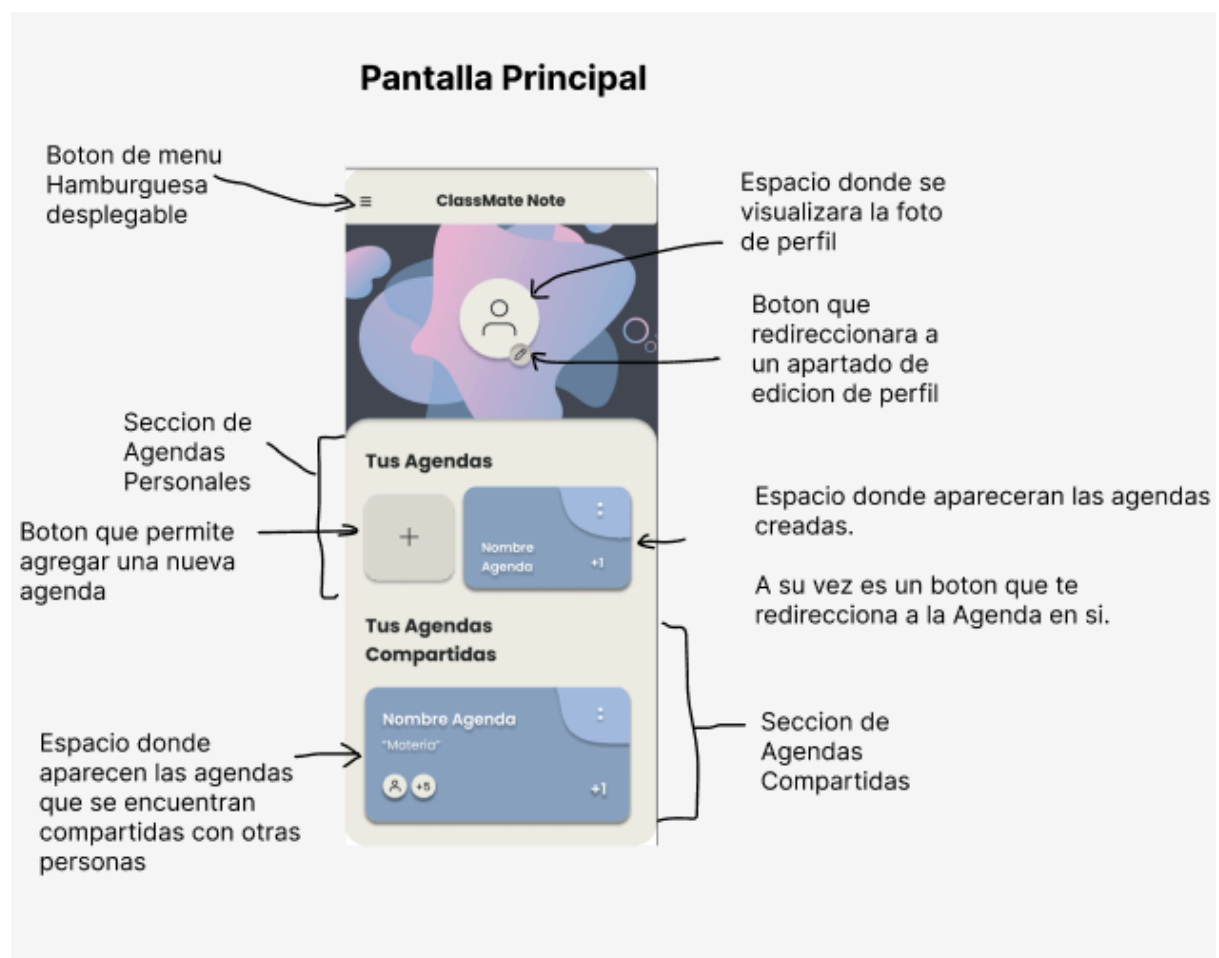 Pantalla Principal
Boton de menu
Hamburguesa
desplegable
ClassMate Note
Espacio donde se
visualizara la foto
de perfil
Boton que
redireccionara a
un apartado de
edicion de perfil
Seccion de
Agendas
Personales
Tus Agendas
Boton que permite
agregar una nueva
agenda
+
Nombre
Agenda
+1
Espacio donde apareceran las agendas
creadas.
A su vez es un boton que te
redirecciona a la Agenda en si.
Tus Agendas
Compartidas
Nombre Agenda
"Materia"
+5
+1
Espacio donde
aparecen las agendas
que se encuentran
compartidas con otras
personas
Seccion de
Agendas
Compartidas